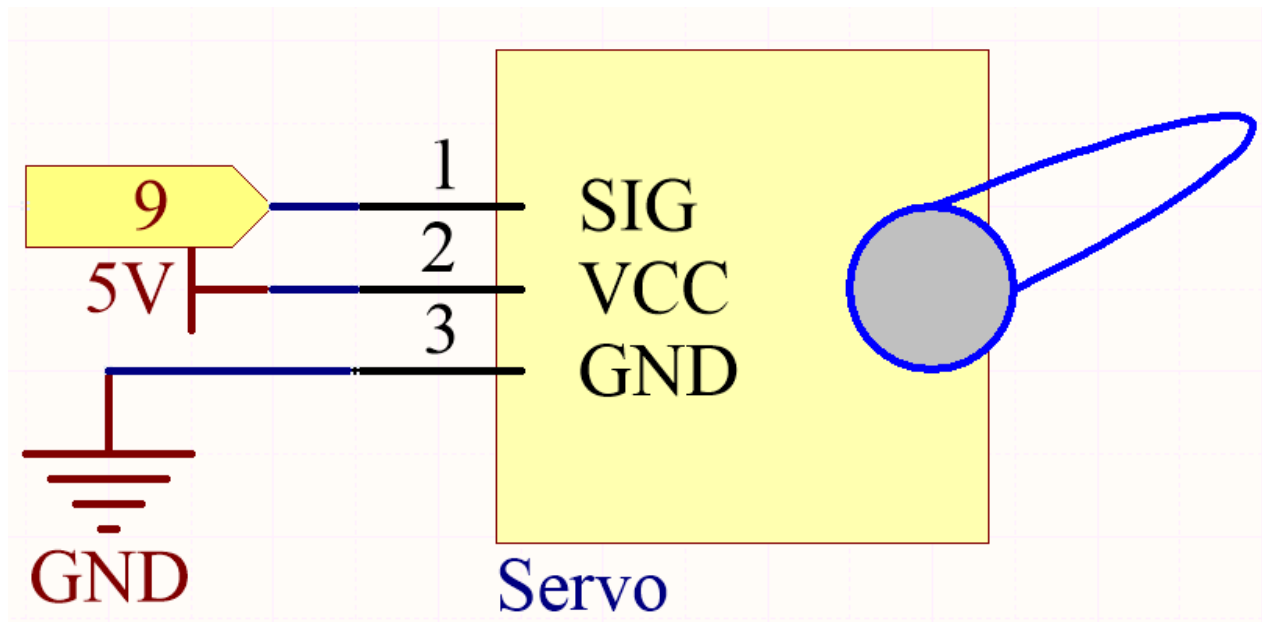 1
9 SIG
2
5V VCC
3
GND
GND
Servo